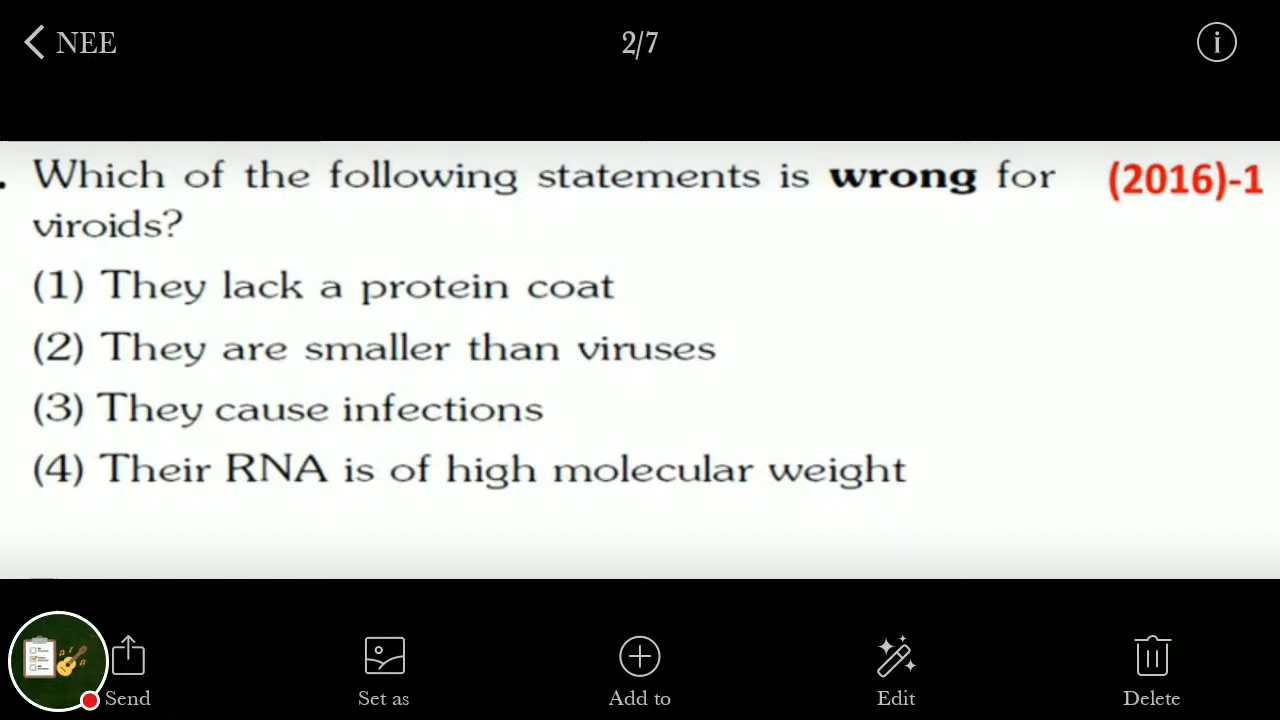 NEE
2/7
Which of the following statements is wrong for (2016)-1
viroids?
(1) They lack a protein coat
(2) They are smaller than viruses
(3) They cause infections
(4) Their RNA is of high molecular weight
Send
Set as
Add to
Edit
Delete